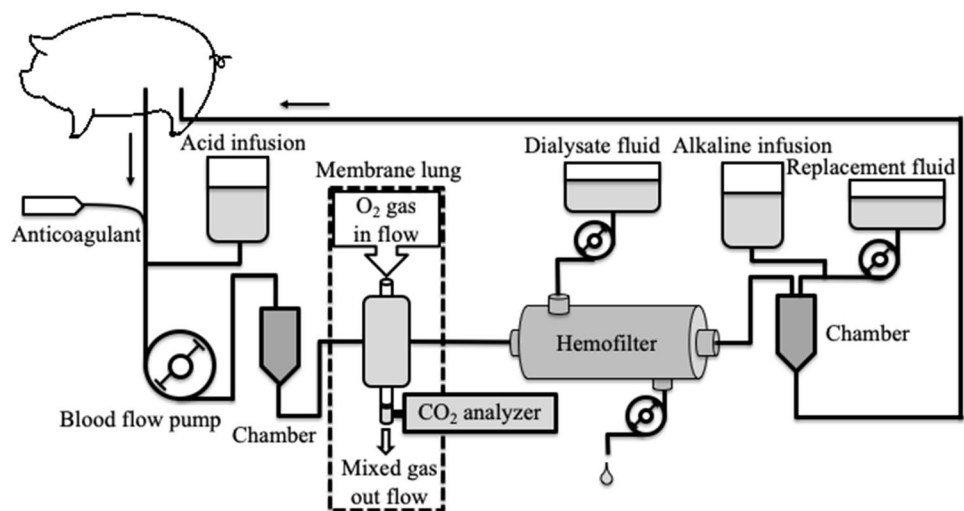 Acid infusion
Anticoagulant
Membrane lung
O₂ gas
in flow
Dialysate fluid
Alkaline infusion
Replacement fluid
Blood flow pump
Chamber
CO₂ analyzer
Mixed gas
out flow
Hemofilter
Chamber